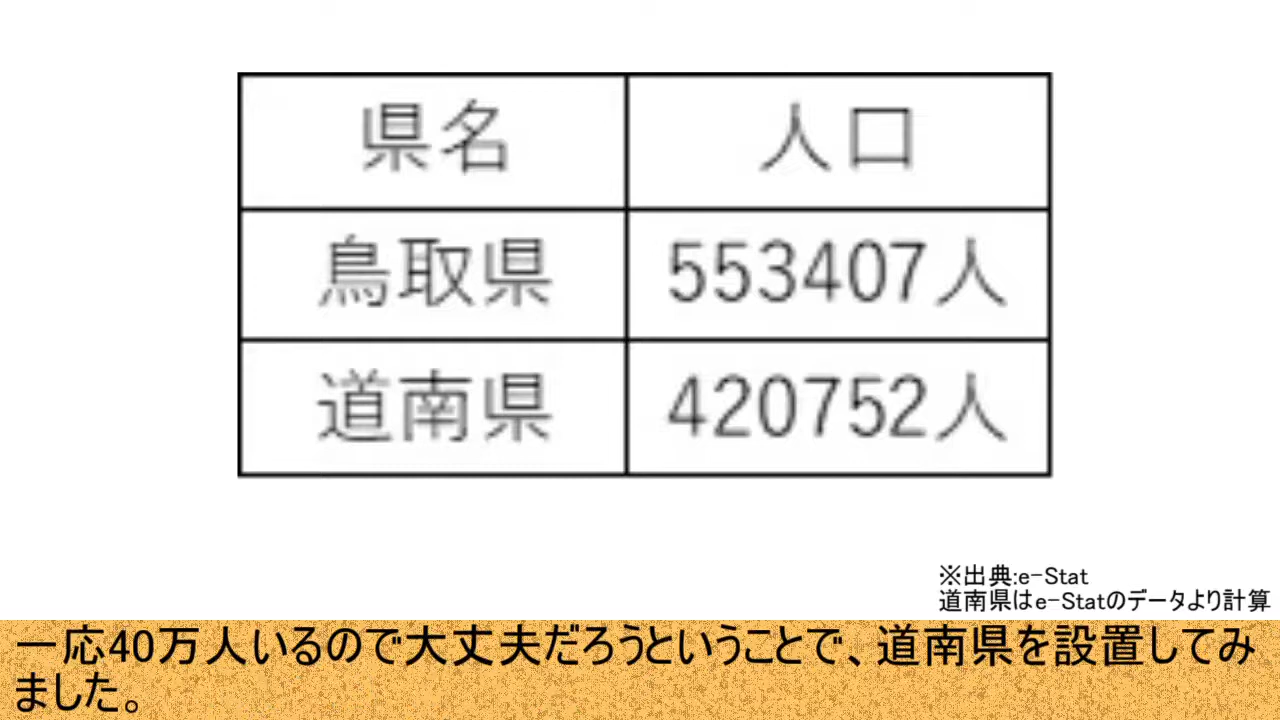 県名 人口
鳥取県 553407人
道南県 420752人
※出典:e-Stat
道南県はe-Statのデータより計算
一応40万人いるので大丈夫だろうということで、道南県を設置してみ
ました。